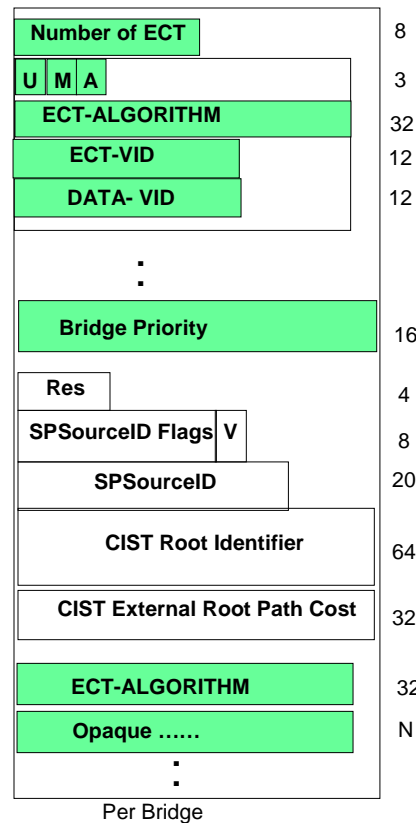 Number of ECT 8
U M A 3
ECT-ALGORITHM 32
ECT-VID 12
DATA- VID 12
:
Bridge Priority 16
Res 4
SPSourceID Flags V 8
SPSourceID 20
CIST Root Identifier 64
CIST External Root Path Cost 32
ECT-ALGORITHM 32
Opaque …… N
:
Per Bridge